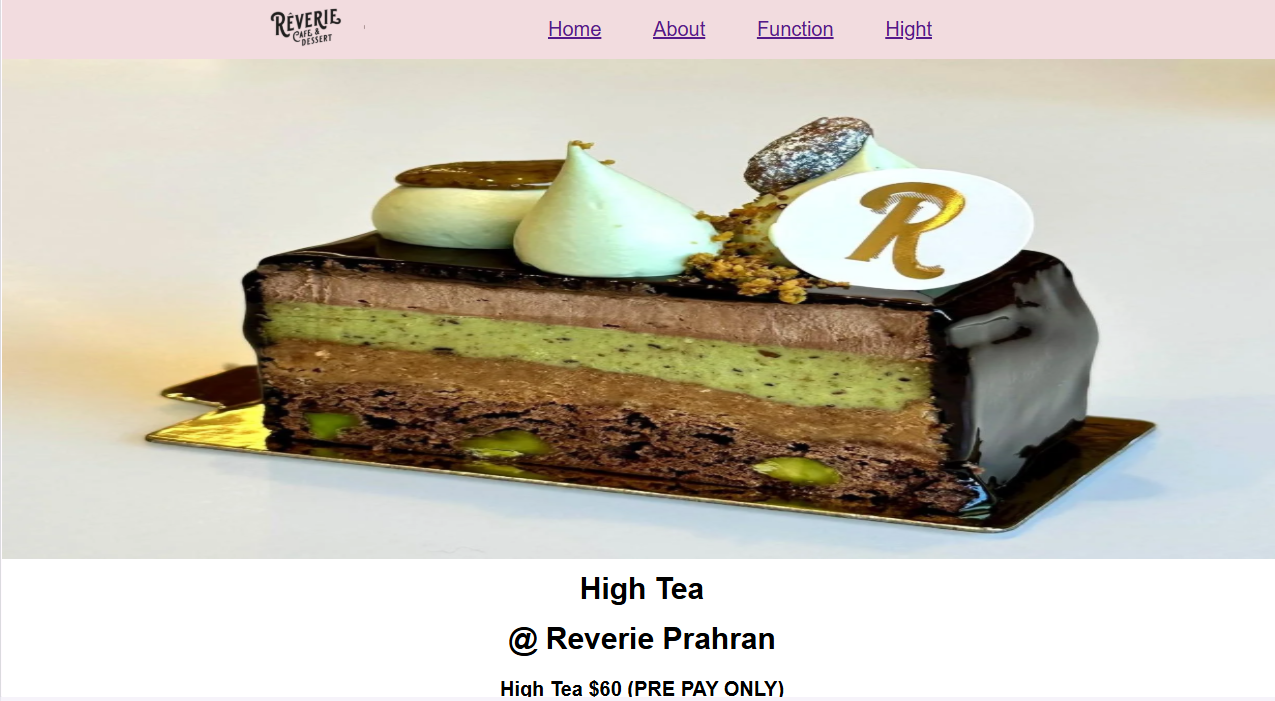 RÊVERIE
CAFE &
DESSERT
Home About Function Hight
R
High Tea
@ Reverie Prahran
High Tea $60 (PRE PAY ONLY)